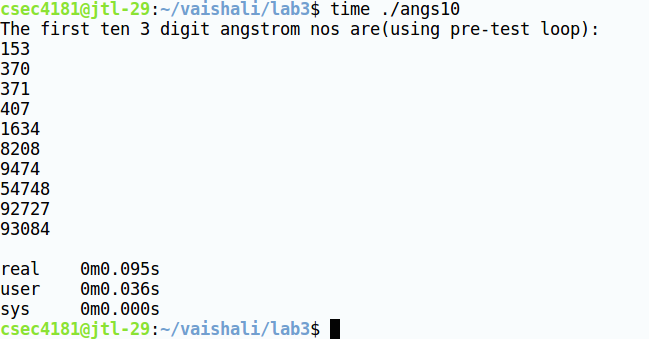 csec4181@jtl-29:~/vaishali/lab3$ time ./angs10
The first ten 3 digit angstrom nos are(using pre-test loop):
153
370
371
407
1634
8208
9474
54748
92727
93084
real    0m0.095s
user    0m0.036s
sys     0m0.000s
csec4181@jtl-29:~/vaishali/lab3$